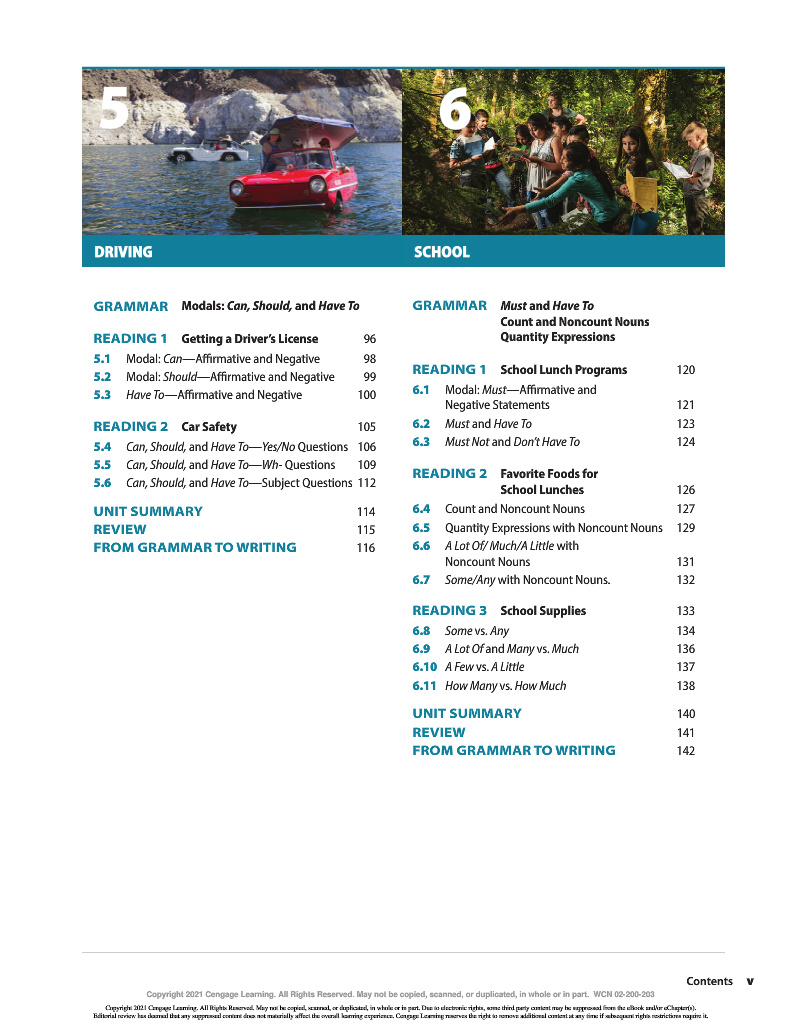 5
DRIVING
GRAMMAR Modals: Can, Should, and Have To
READING 1 Getting a Driver's License 96
5.1 Modal: Can—Affirmative and Negative 98
5.2 Modal: Should—Affirmative and Negative 99
5.3 Have To—Affirmative and Negative 100
READING 2 Car Safety 105
5.4 Can, Should, and Have To—Yes/No Questions 106
5.5 Can, Should, and Have To—Wh- Questions 109
5.6 Can, Should, and Have To—Subject Questions 112
UNIT SUMMARY 114
REVIEW 115
FROM GRAMMAR TO WRITING 116
6
SCHOOL
GRAMMAR Must and Have To
Count and Noncount Nouns
Quantity Expressions
READING 1 School Lunch Programs 120
6.1 Modal: Must—Affirmative and
Negative Statements 121
6.2 Must and Have To 123
6.3 Must Not and Don't Have To 124
READING 2 Favorite Foods for
School Lunches 126
6.4 Count and Noncount Nouns 127
6.5 Quantity Expressions with Noncount Nouns 129
6.6 A Lot Of/ Much/A Little with
Noncount Nouns 131
6.7 Some/Any with Noncount Nouns. 132
READING 3 School Supplies 133
6.8 Some vs. Any 134
6.9 A Lot Of and Many vs. Much 136
6.10 A Few vs. A Little 137
6.11 How Many vs. How Much 138
UNIT SUMMARY 140
REVIEW 141
FROM GRAMMAR TO WRITING 142
Contents v
Copyright 2021 Cengage Learning. All Rights Reserved. May not be copied, scanned, or duplicated, in whole or in part. WCN 02-200-203
Copyright 2021 Cengage Learning. All Rights Reserved. May not be copied, scanned, or duplicated, in whole or in part. Due to electronic rights, some third party content may be suppressed from the eBook and/or eChapter(s).
Editorial review has deemed that any suppressed content does not materially affect the overall learning experience. Cengage Learning reserves the right to remove additional content at any time if subsequent rights restrictions require it.